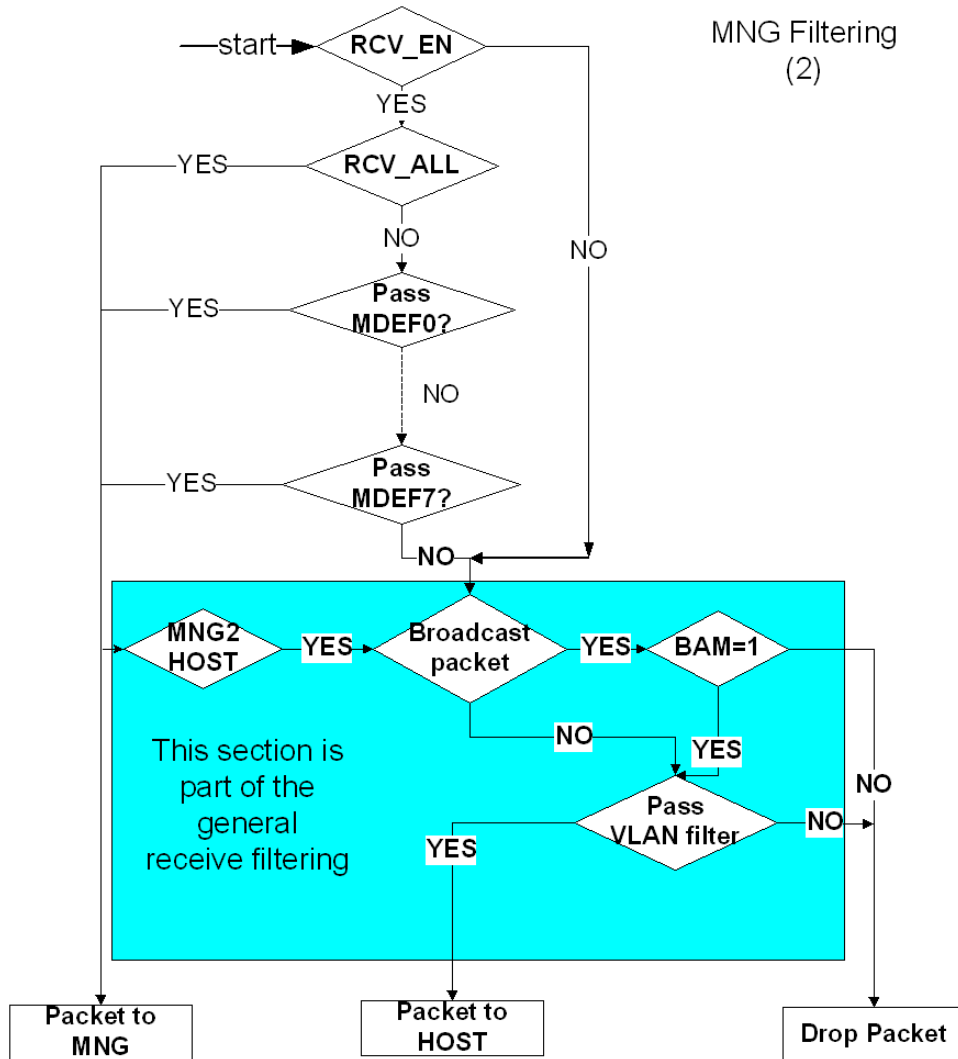 MNG Filtering
(2)
start
RCV_EN
YES
YES
RCV_ALL
NO
NO
YES
Pass
MDEF0?
NO
YES
Pass
MDEF7?
NO
MNG2
HOST
YES
Broadcast
packet
YES
BAM=1
NO
YES
NO
This section is
part of the
general
receive filtering
Pass
VLAN filter
NO
YES
Packet to
MNG
Packet to
HOST
Drop Packet